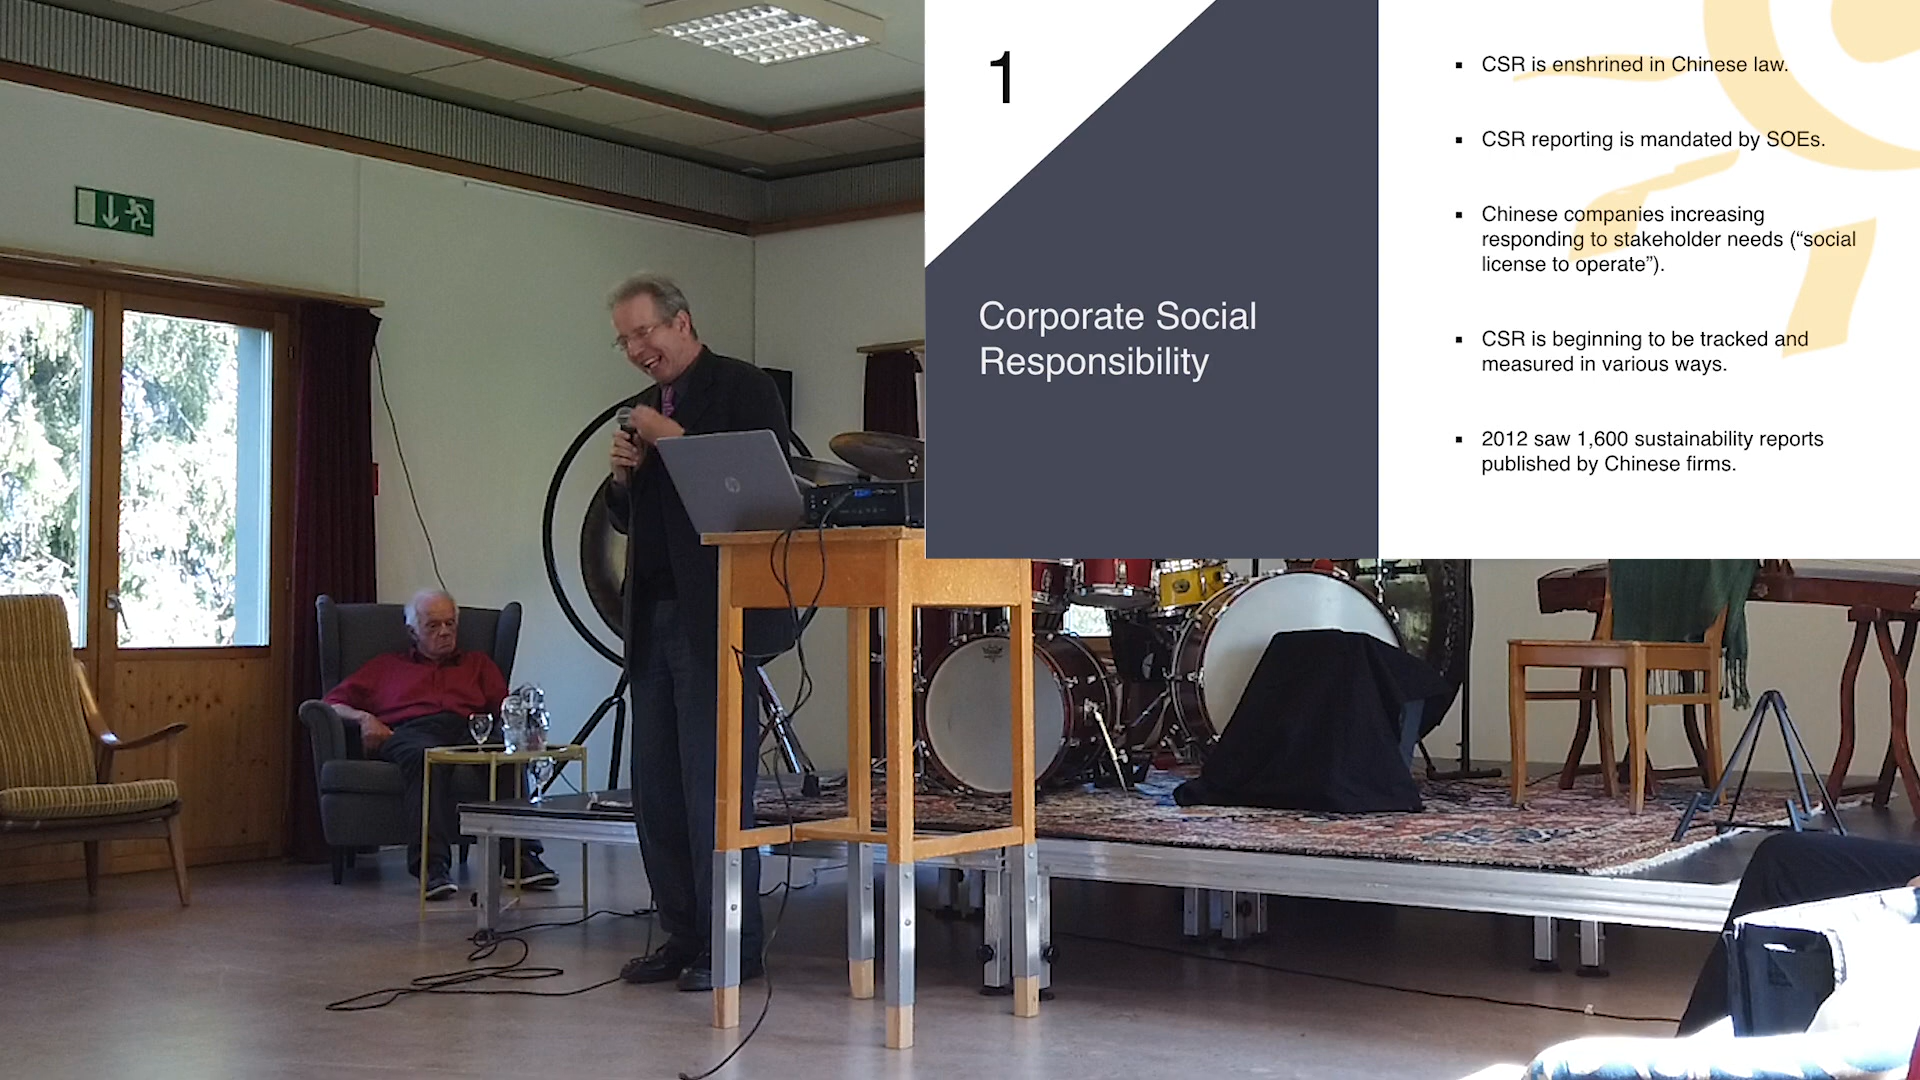 1
Corporate Social
Responsibility
▪ CSR is enshrined in Chinese law.
▪ CSR reporting is mandated by SOEs.
▪ Chinese companies increasing
responding to stakeholder needs (“social
license to operate”).
▪ CSR is beginning to be tracked and
measured in various ways.
▪ 2012 saw 1,600 sustainability reports
published by Chinese firms.
hp